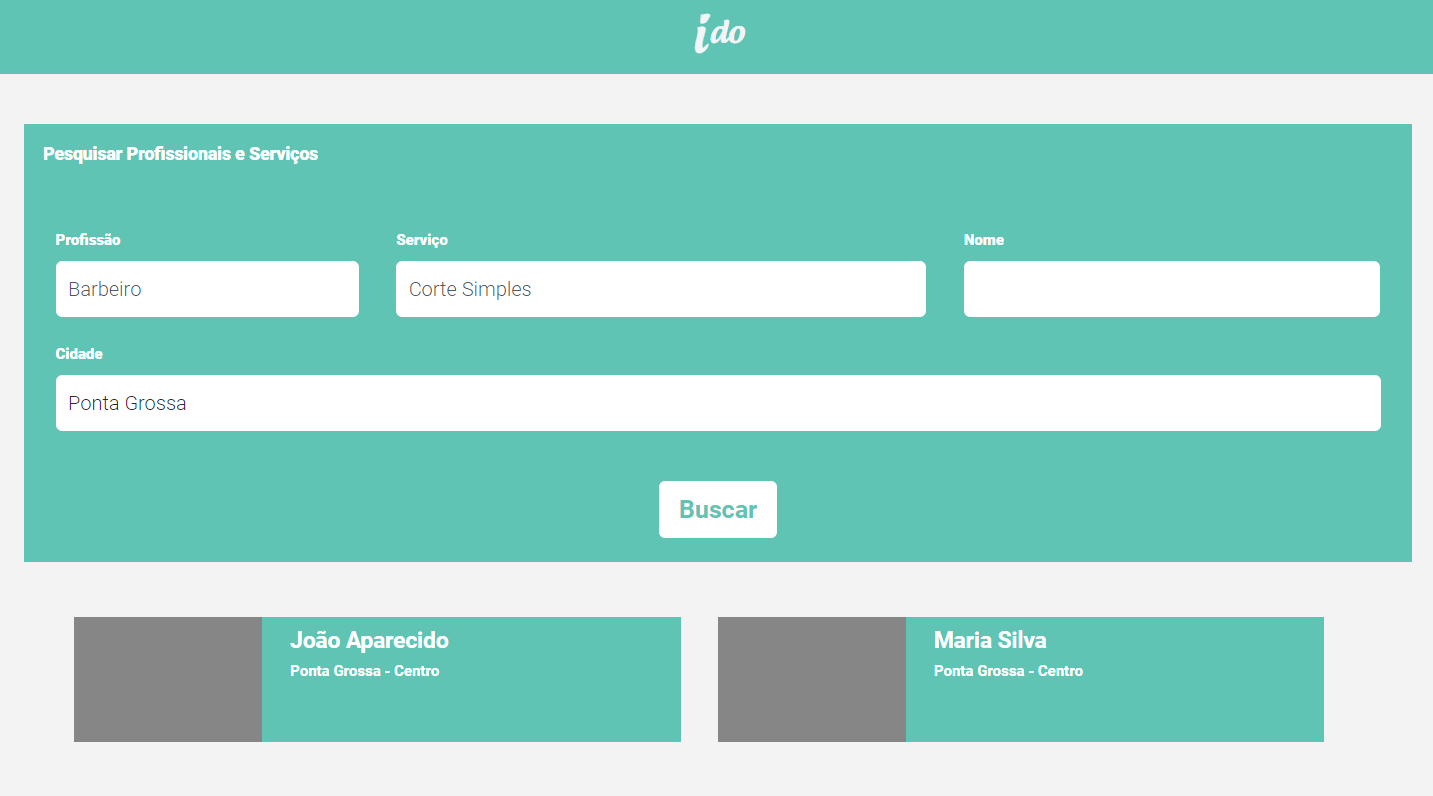 ido
Pesquisar Profissionais e Serviços
Profissão
Serviço
Nome
Barbeiro
Corte Simples
Cidade
Ponta Grossa
Buscar
João Aparecido
Ponta Grossa - Centro
Maria Silva
Ponta Grossa - Centro